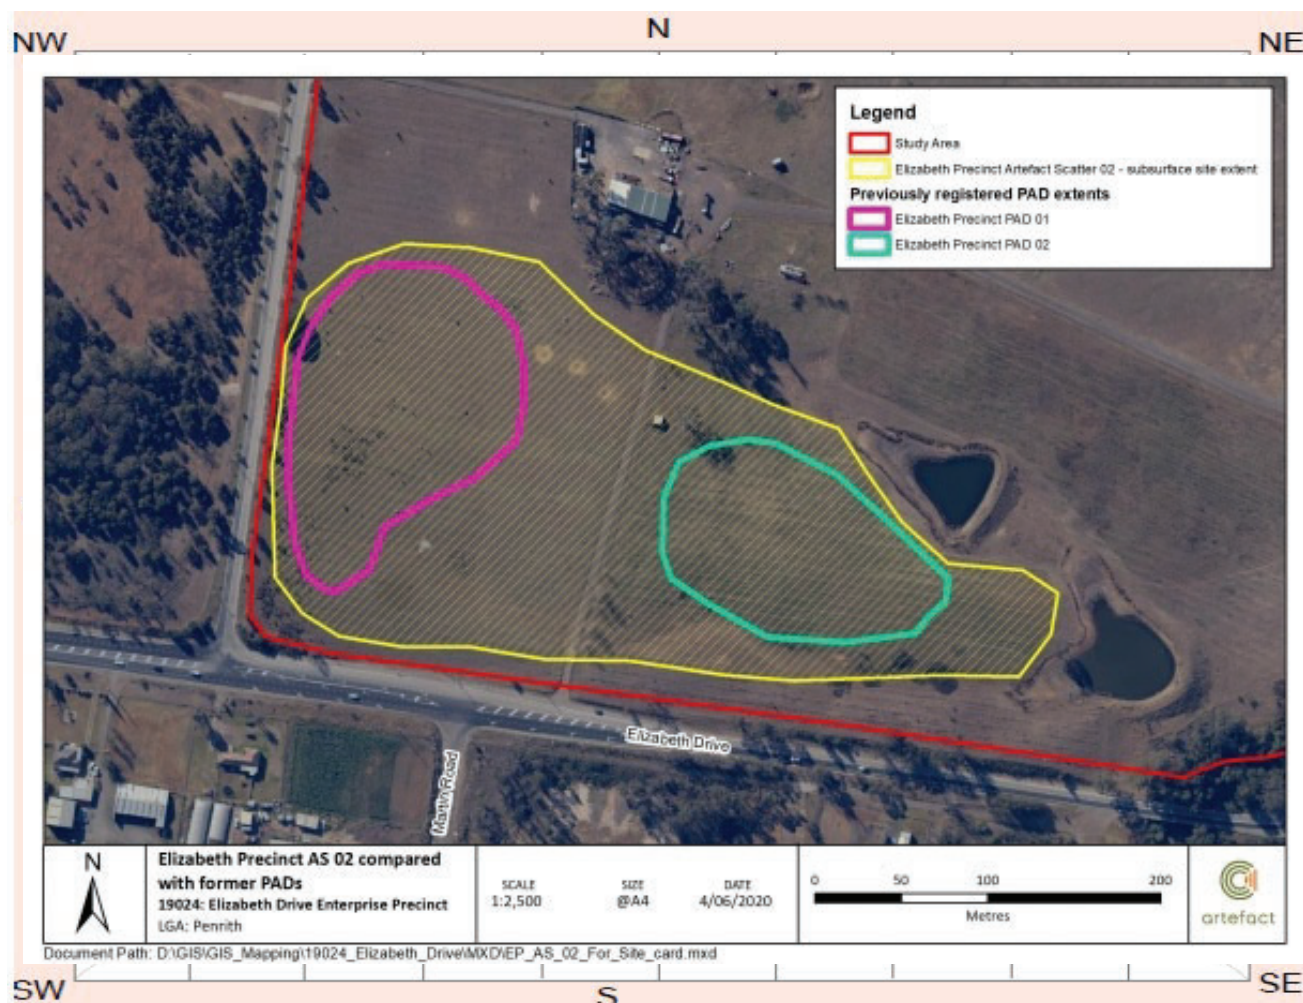 NW N NE
Legend
Study Area
Elizabeth Precinct Artefact Scatter 02 - subsurface site extent
Previously registered PAD extents
Elizabeth Precinct PAD 01
Elizabeth Precinct PAD 02
Elizabeth Drive
Martin Road
N
Elizabeth Precinct AS 02 compared
with former PADs
19024: Elizabeth Drive Enterprise Precinct
LGA: Penrith
SCALE
1:2,500
SIZE
@A4
DATE
4/06/2020
0 50 100 200
Metres
artefact
Document Path: D:\GIS\GIS_Mapping\19024_Elizabeth_Drive\MXD\EP_AS_02_For_Site_card.mxd
SW S SE